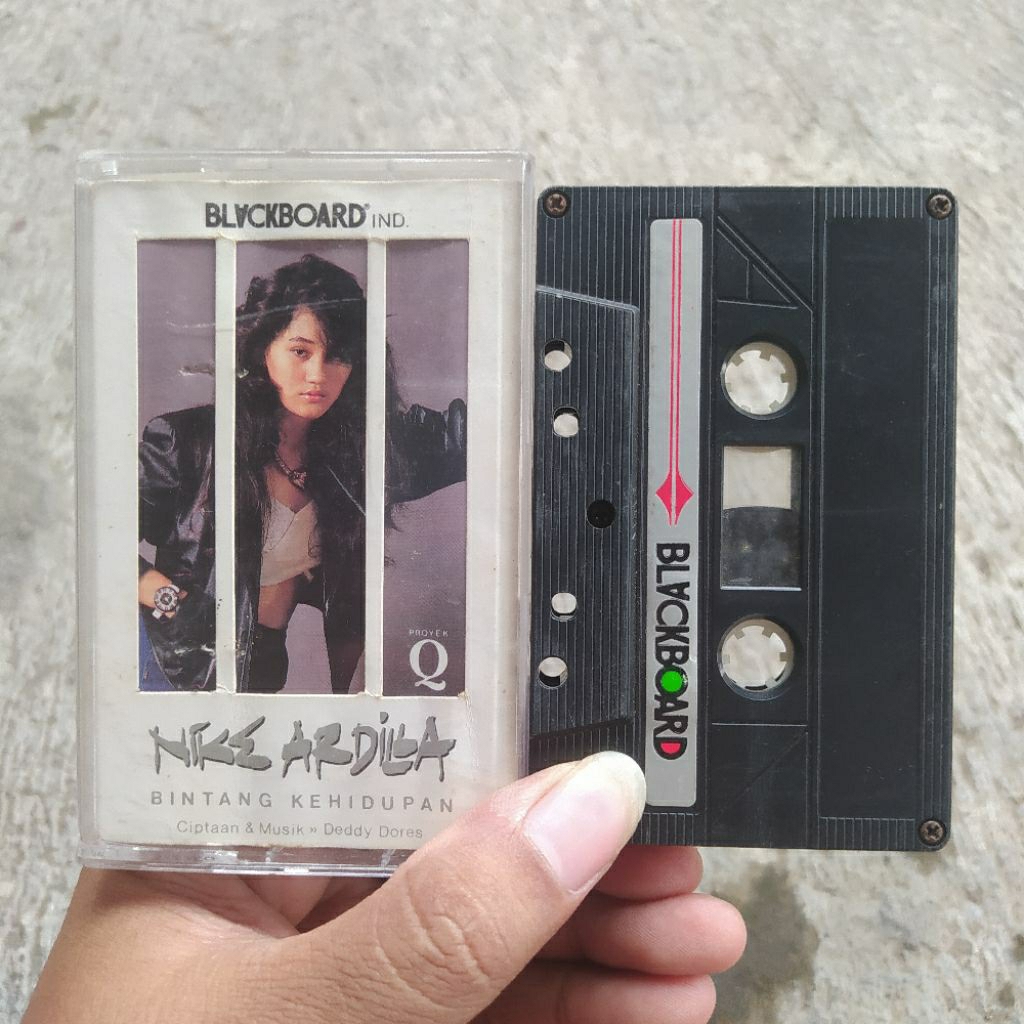 BLACKBOARD IND.
PROYEK
Q
NIKE ARDILLA
BINTANG KEHIDUPAN
Ciptaan & Musik » Deddy Dores
BLACKBOARD